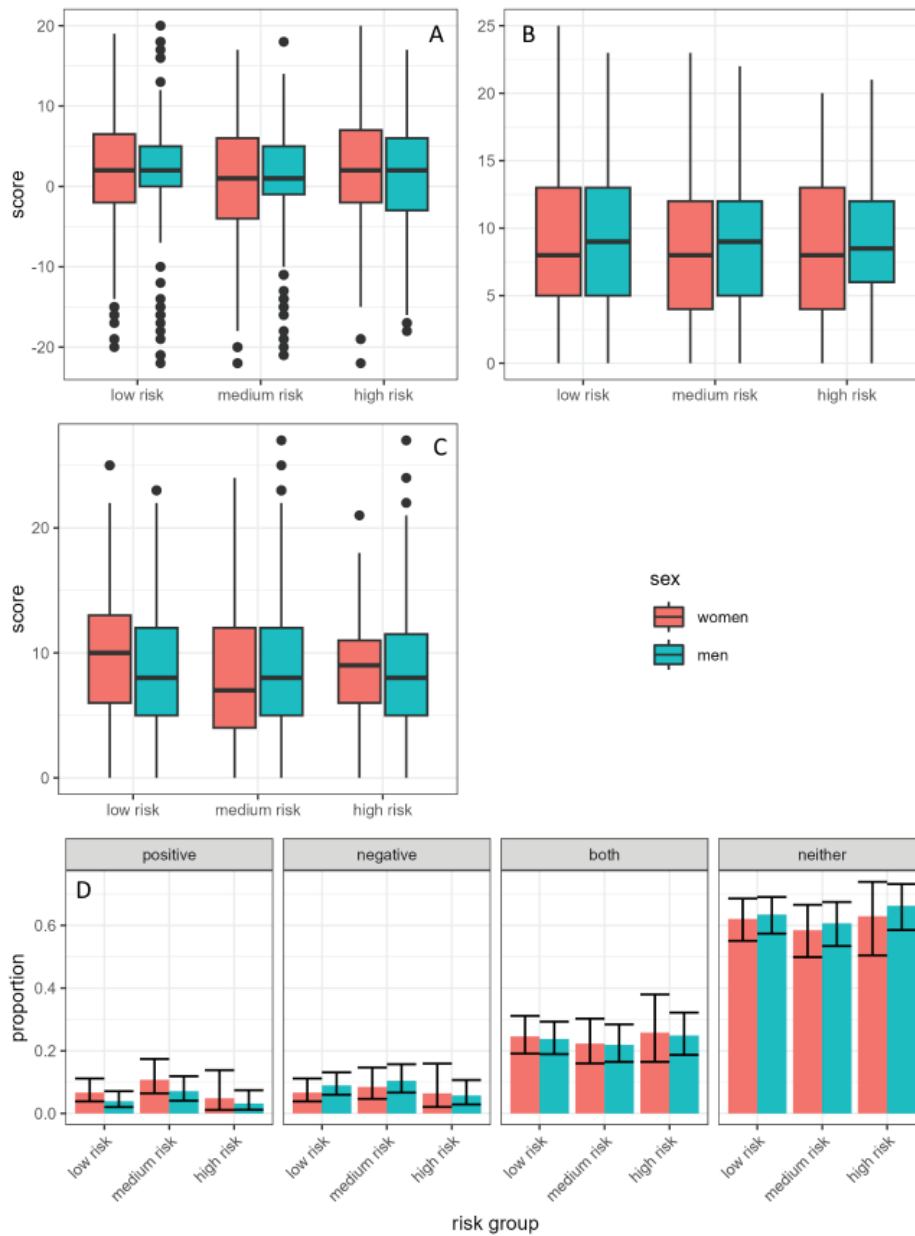 A
B
20
10
0
-10
-20
score
low risk
medium risk
high risk
25
20
15
10
5
0
low risk
medium risk
high risk
C
20
10
0
score
low risk
medium risk
high risk
sex
women
men
positive
negative
both
neither
D
0.6
0.4
0.2
0.0
proportion
low risk
medium risk
high risk
low risk
medium risk
high risk
low risk
medium risk
high risk
low risk
medium risk
high risk
risk group